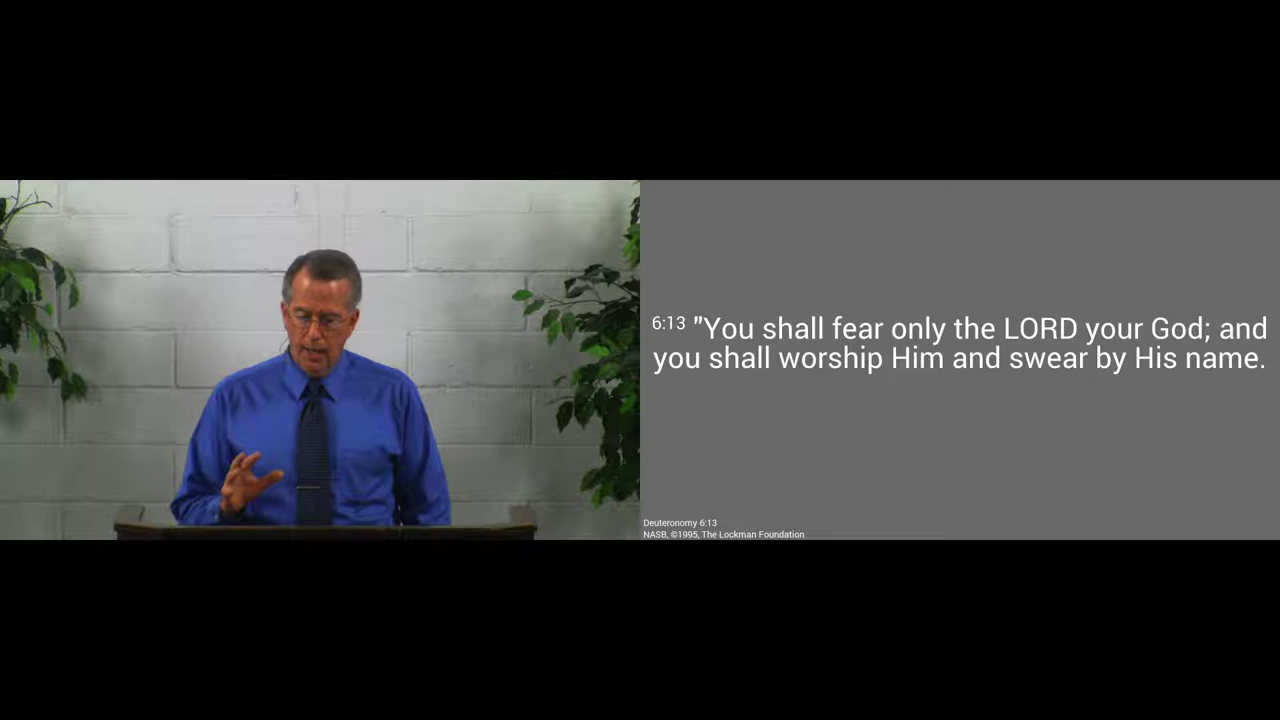 6:13 "You shall fear only the LORD your God; and
you shall worship Him and swear by His name.
Deuteronomy 6:13
NASB, ©1995, The Lockman Foundation